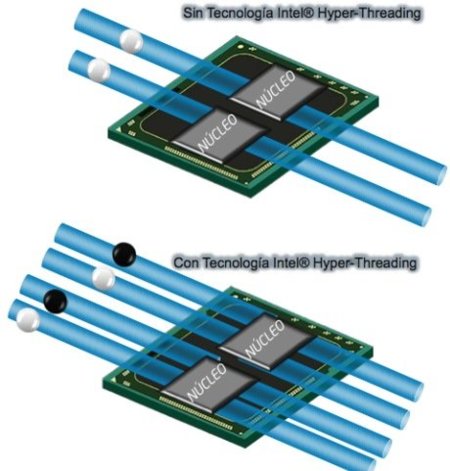 Sin Tecnología Intel® Hyper-Threading
NÚCLEO
NÚCLEO
Con Tecnología Intel® Hyper-Threading
NÚCLEO
NÚCLEO